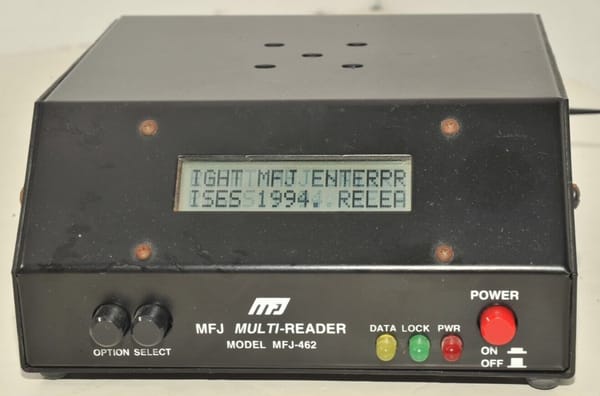 IGHT MFJ ENTERPR
ISES 1994. RELEA
MFJ
MFJ MULTI-READER
MODEL MFJ-462
OPTION SELECT
DATA LOCK PWR
POWER
ON
OFF